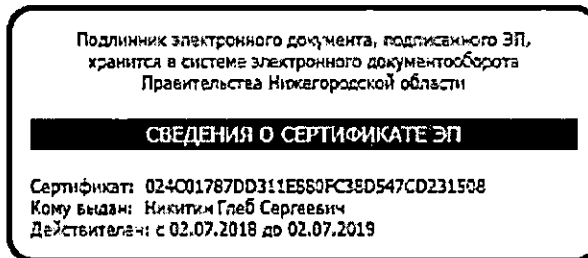 Подлинник электронного документа, подписанного ЭП,
хранится в системе электронного документооборота
Правительства Нижегородской области
СВЕДЕНИЯ О СЕРТИФИКАТЕ ЭП
Сертификат:
Кому выдан: Никитин Глеб Сергеевич
Действителен: с 02.07.2018 до 02.07.2019